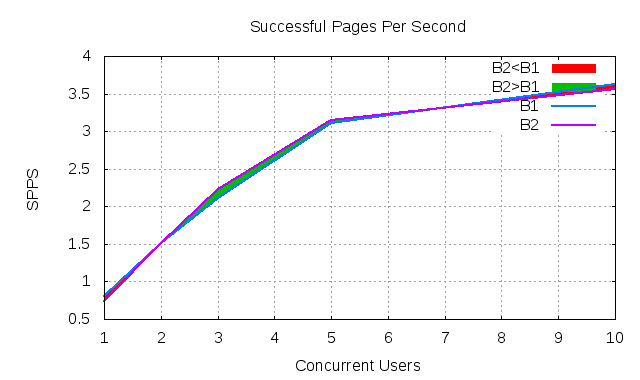 Successful Pages Per Second
4
3.5
3
2.5
2
1.5
1
0.5
SPPS
B2<B1
B2>B1
B1
B2
1 2 3 4 5 6 7 8 9 10
Concurrent Users